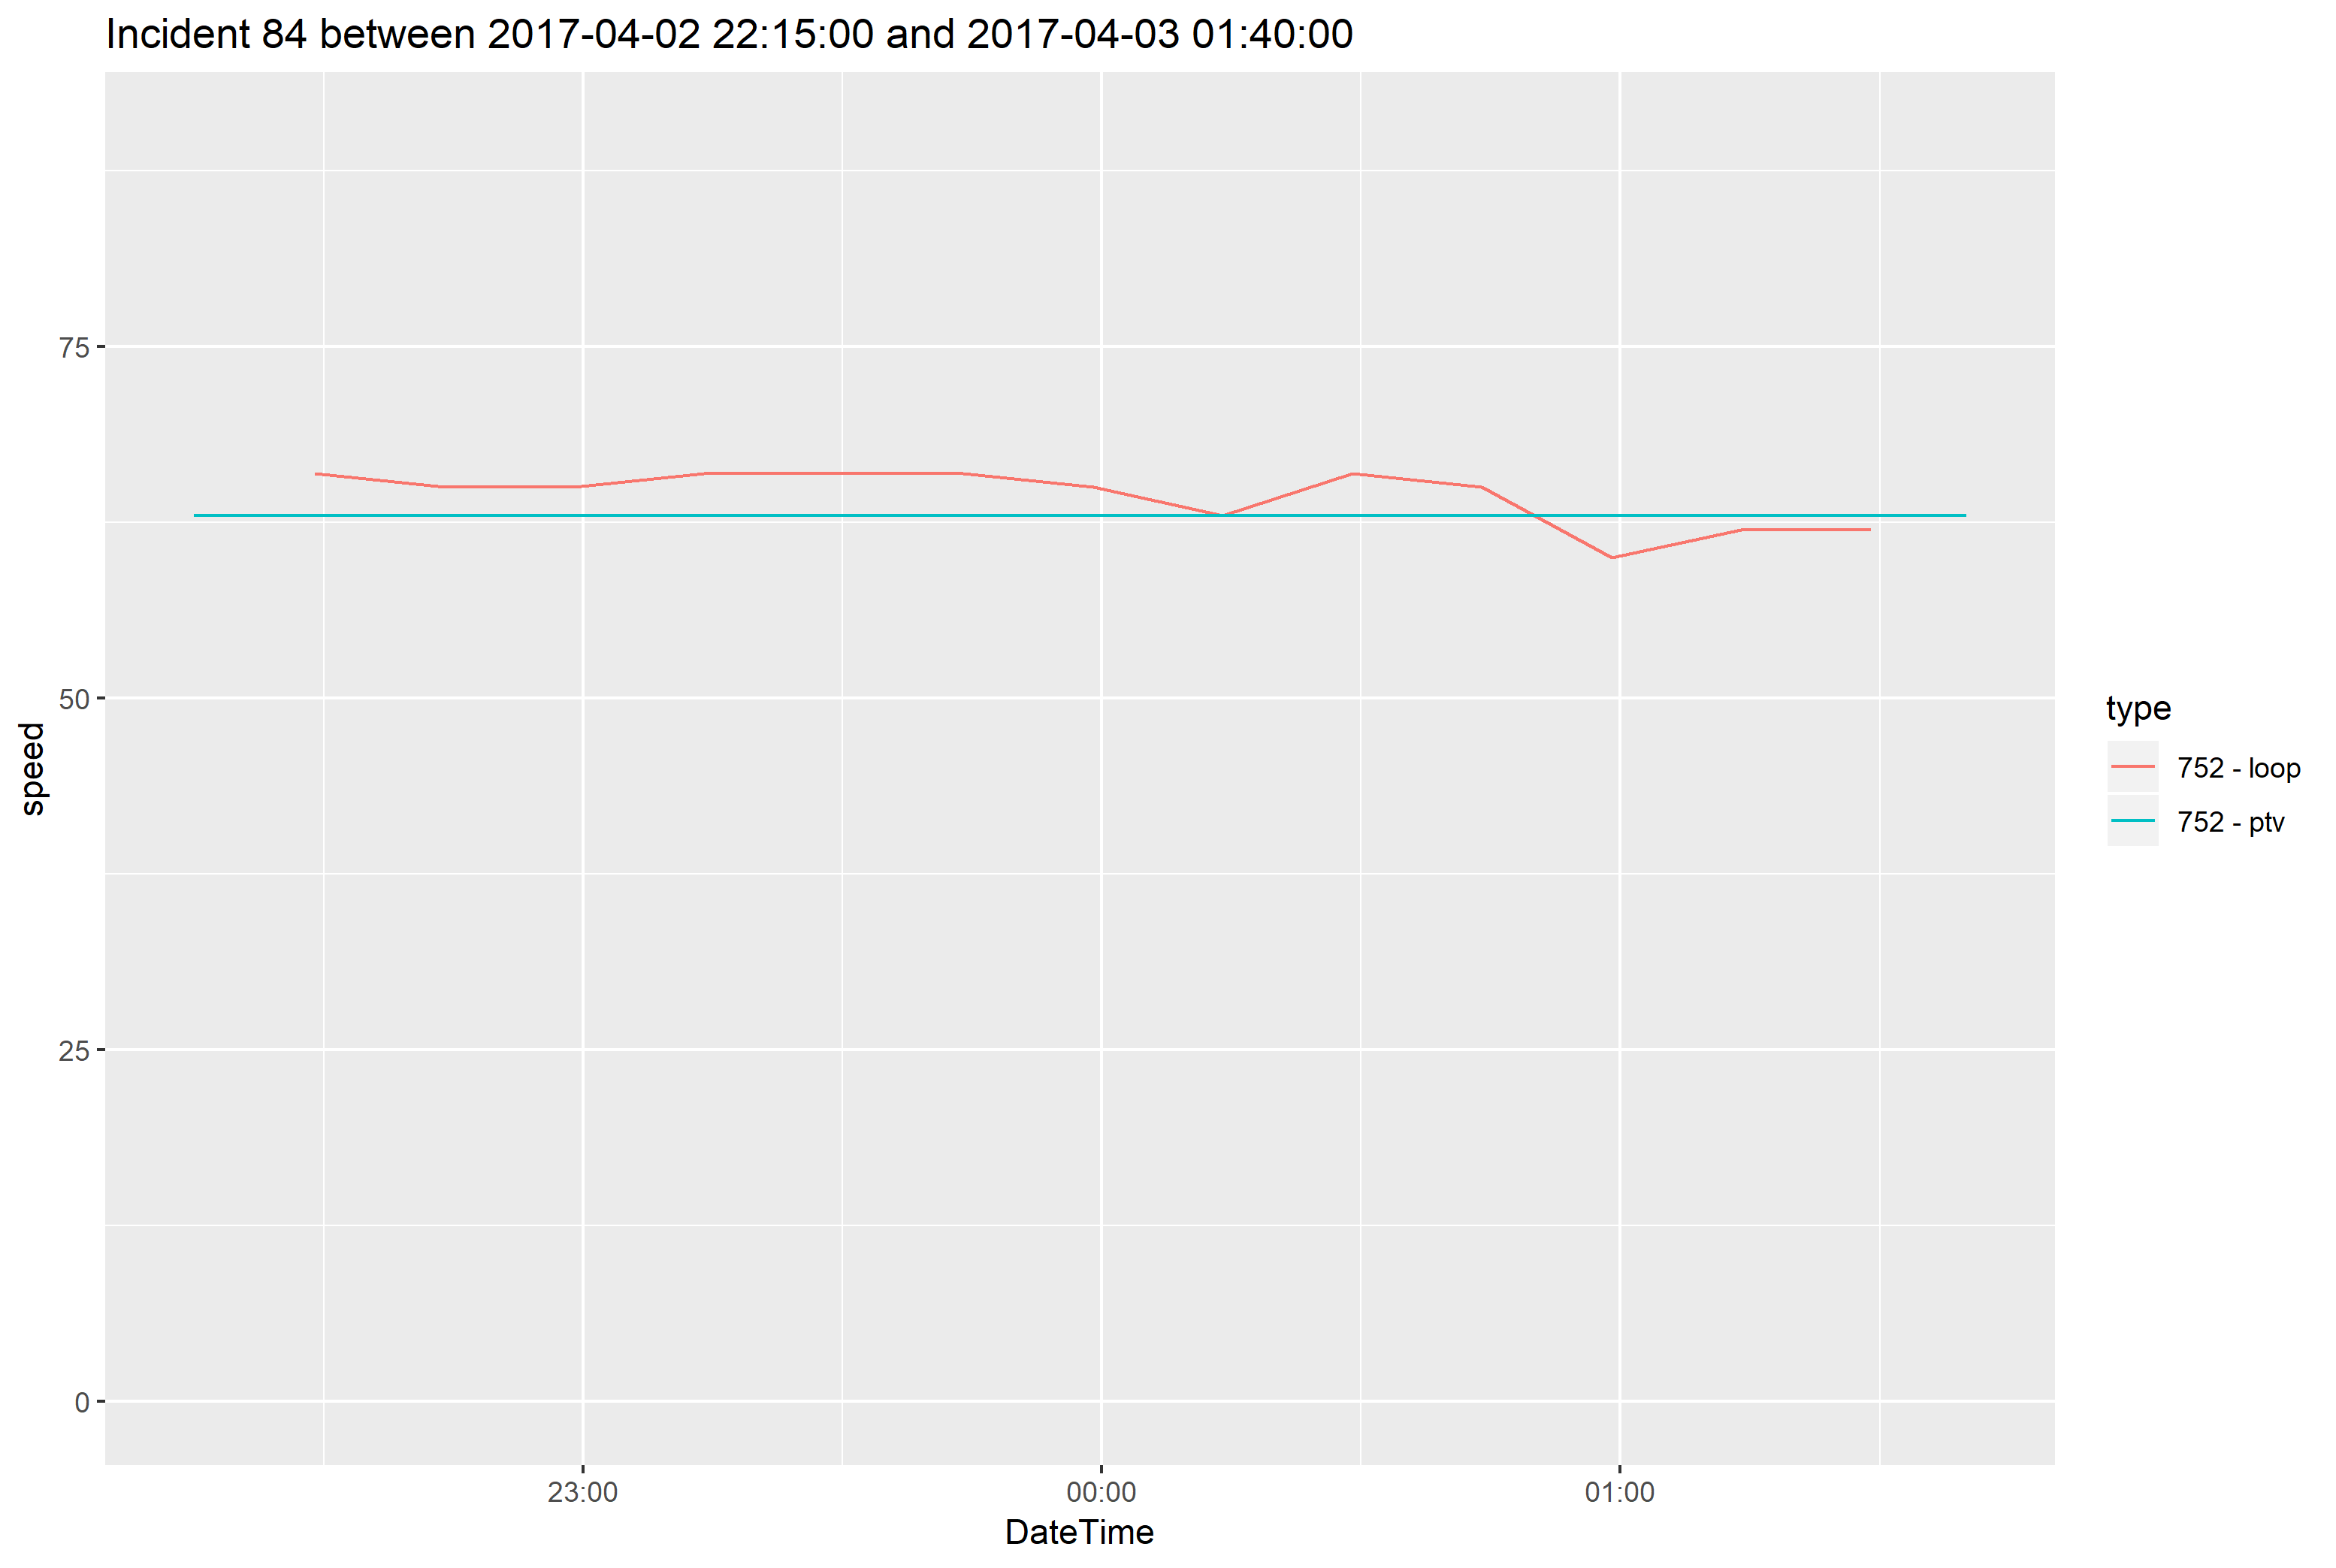 Incident 84 between 2017-04-02 22:15:00 and 2017-04-03 01:40:00
75
50
25
0
speed
23:00
00:00
01:00
DateTime
type
752 - loop
752 - ptv